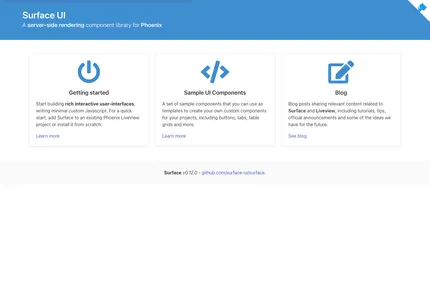 Surface UI
A server-side rendering component library for Phoenix
Getting started
Start building rich interactive user-interfaces,
writing minimal custom Javascript. For a quick
start, add Surface to an existing Phoenix Liveview
project or install it from scratch.
Learn more
Sample UI Components
A set of sample components that you can use as
templates to create your own custom components
for your projects, including buttons, tabs, table
grids and more.
Learn more
Blog
Blog posts sharing relevant content related to
Surface and Liveview, including tutorials, tips,
official announcements and some of the ideas we
have for the future.
See blog
Surface v0.12.0 - github.com/surface-ui/surface.